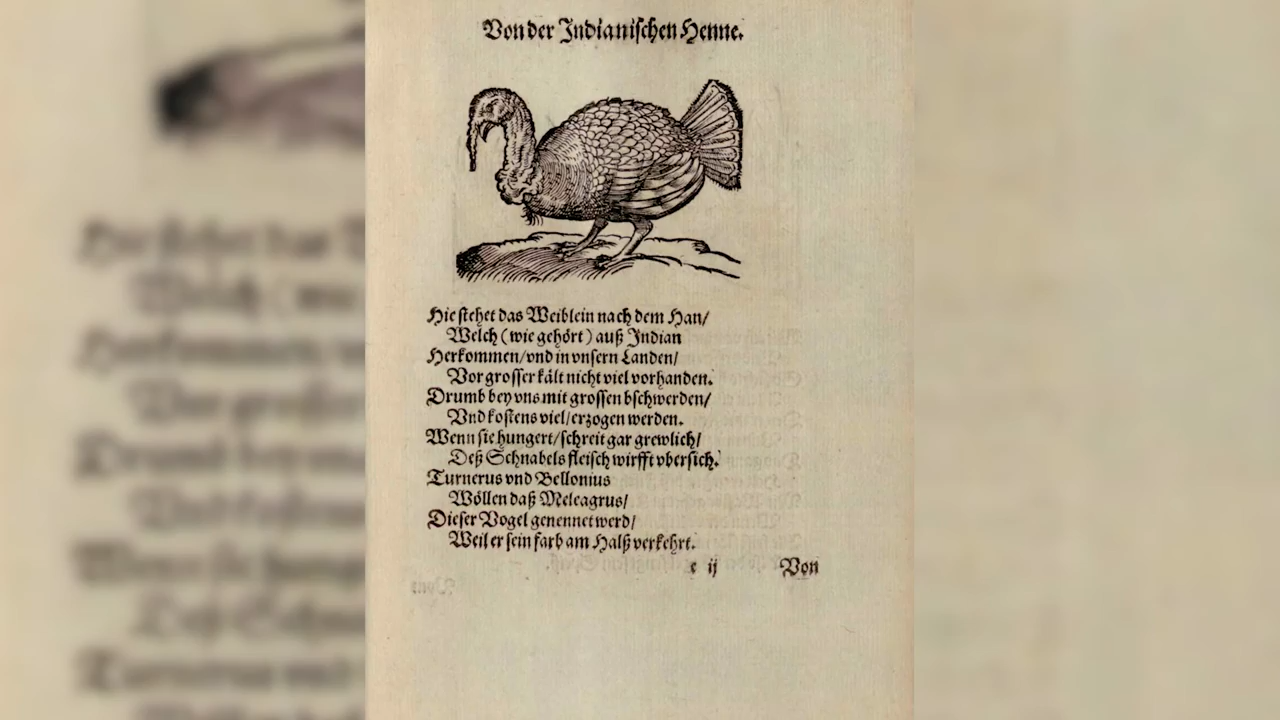 Von der Indianischen Henne.
Hie stehet das Weiblein nach dem Han/
Welch (wie gehört) auß Indian
Herkommen/vnd in vnsern Landen/
Vor grosser kält nicht viel vorhanden.
Drumb bey vns mit grossen bschwerden/
Vnd kostens viel/erzogen werden.
Wenn sie hungert/schreit gar grewlich/
Deß Schnabels fleisch wirfft vbersich.
Turnerus vnd Bellonius
Wöllen daß Meleagrus/
Dieser Vogel genennet werd/
Weil er sein farb am Halß verkehrt.
e ij Von